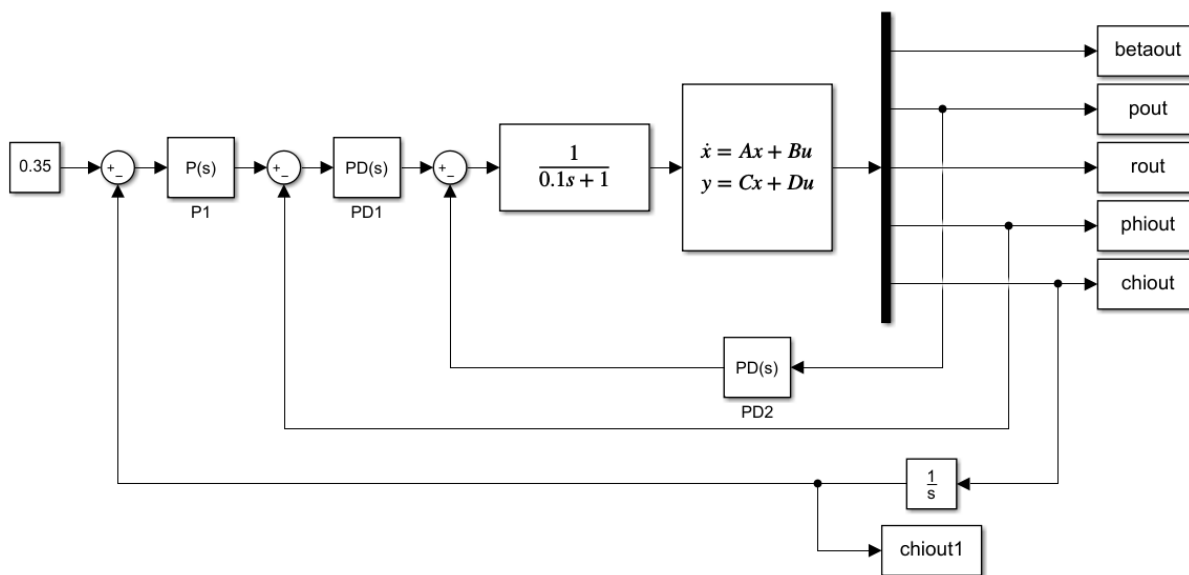 betaout
pout
0.35
+
−
P(s)
P1
+
−
PD(s)
PD1
+
−
1
0.1s + 1
ẋ = Ax + Bu
y = Cx + Du
rout
phiout
chiout
PD(s)
PD2
1
s
chiout1